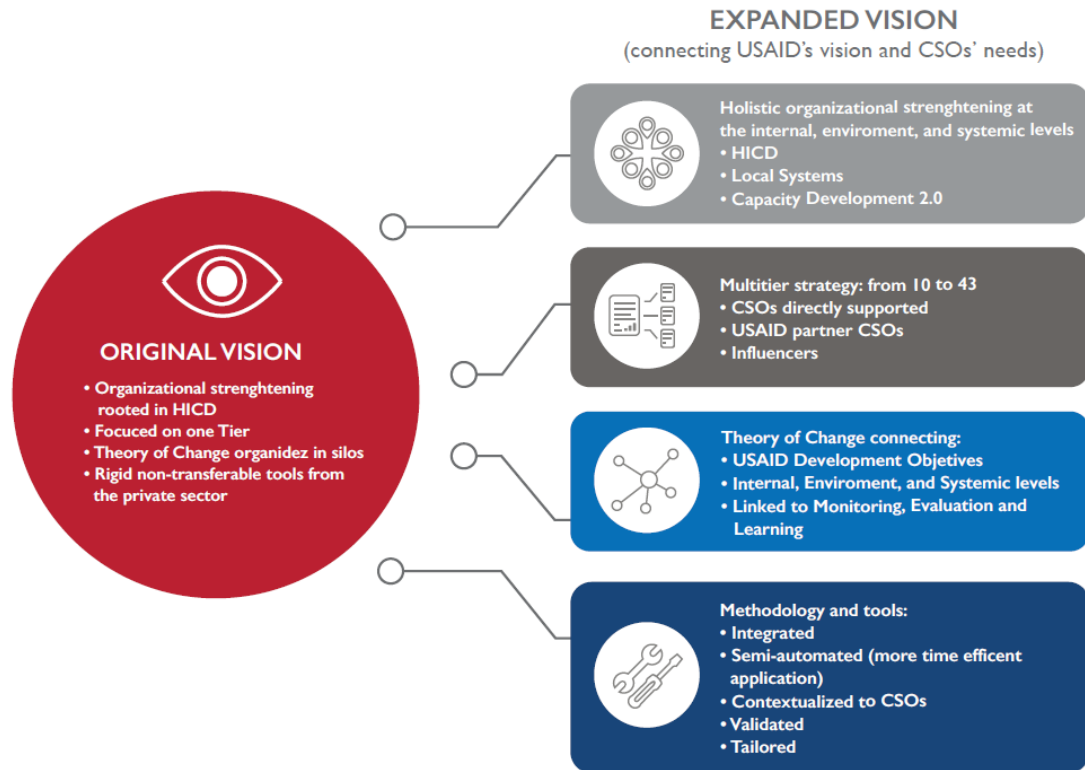 EXPANDED VISION
(connecting USAID's vision and CSOs' needs)
ORIGINAL VISION
• Organizational strenghtening
rooted in HICD
• Focused on one Tier
• Theory of Change organidez in silos
• Rigid non-transferable tools from
the private sector
Holistic organizational strenghtening at
the internal, enviroment, and systemic levels
• HICD
• Local Systems
• Capacity Development 2.0
Multitier strategy: from 10 to 43
• CSOs directly supported
• USAID partner CSOs
• Influencers
Theory of Change connecting:
• USAID Development Objetives
• Internal, Enviroment, and Systemic levels
• Linked to Monitoring, Evaluation and
Learning
Methodology and tools:
• Integrated
• Semi-automated (more time efficent
application)
• Contextualized to CSOs
• Validated
• Tailored